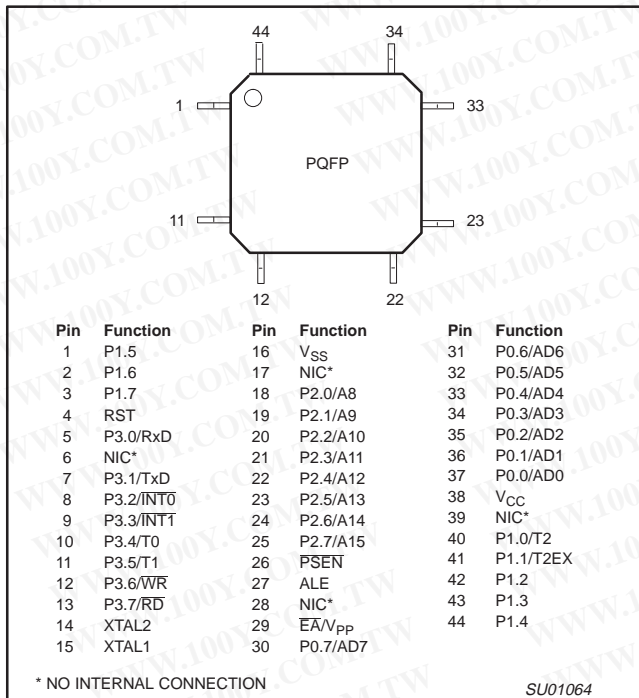 44 34
1 33
PQFP
11 23
12 22
Pin Function Pin Function Pin Function
1 P1.5 16 VSS 31 P0.6/AD6
2 P1.6 17 NIC* 32 P0.5/AD5
3 P1.7 18 P2.0/A8 33 P0.4/AD4
4 RST 19 P2.1/A9 34 P0.3/AD3
5 P3.0/RxD 20 P2.2/A10 35 P0.2/AD2
6 NIC* 21 P2.3/A11 36 P0.1/AD1
7 P3.1/TxD 22 P2.4/A12 37 P0.0/AD0
8 P3.2/INT0 23 P2.5/A13 38 VCC
9 P3.3/INT1 24 P2.6/A14 39 NIC*
10 P3.4/T0 25 P2.7/A15 40 P1.0/T2
11 P3.5/T1 26 PSEN 41 P1.1/T2EX
12 P3.6/WR 27 ALE 42 P1.2
13 P3.7/RD 28 NIC* 43 P1.3
14 XTAL2 29 EA/VPP 44 P1.4
15 XTAL1 30 P0.7/AD7
* NO INTERNAL CONNECTION
SU01064
WWW.100Y.COM.TW